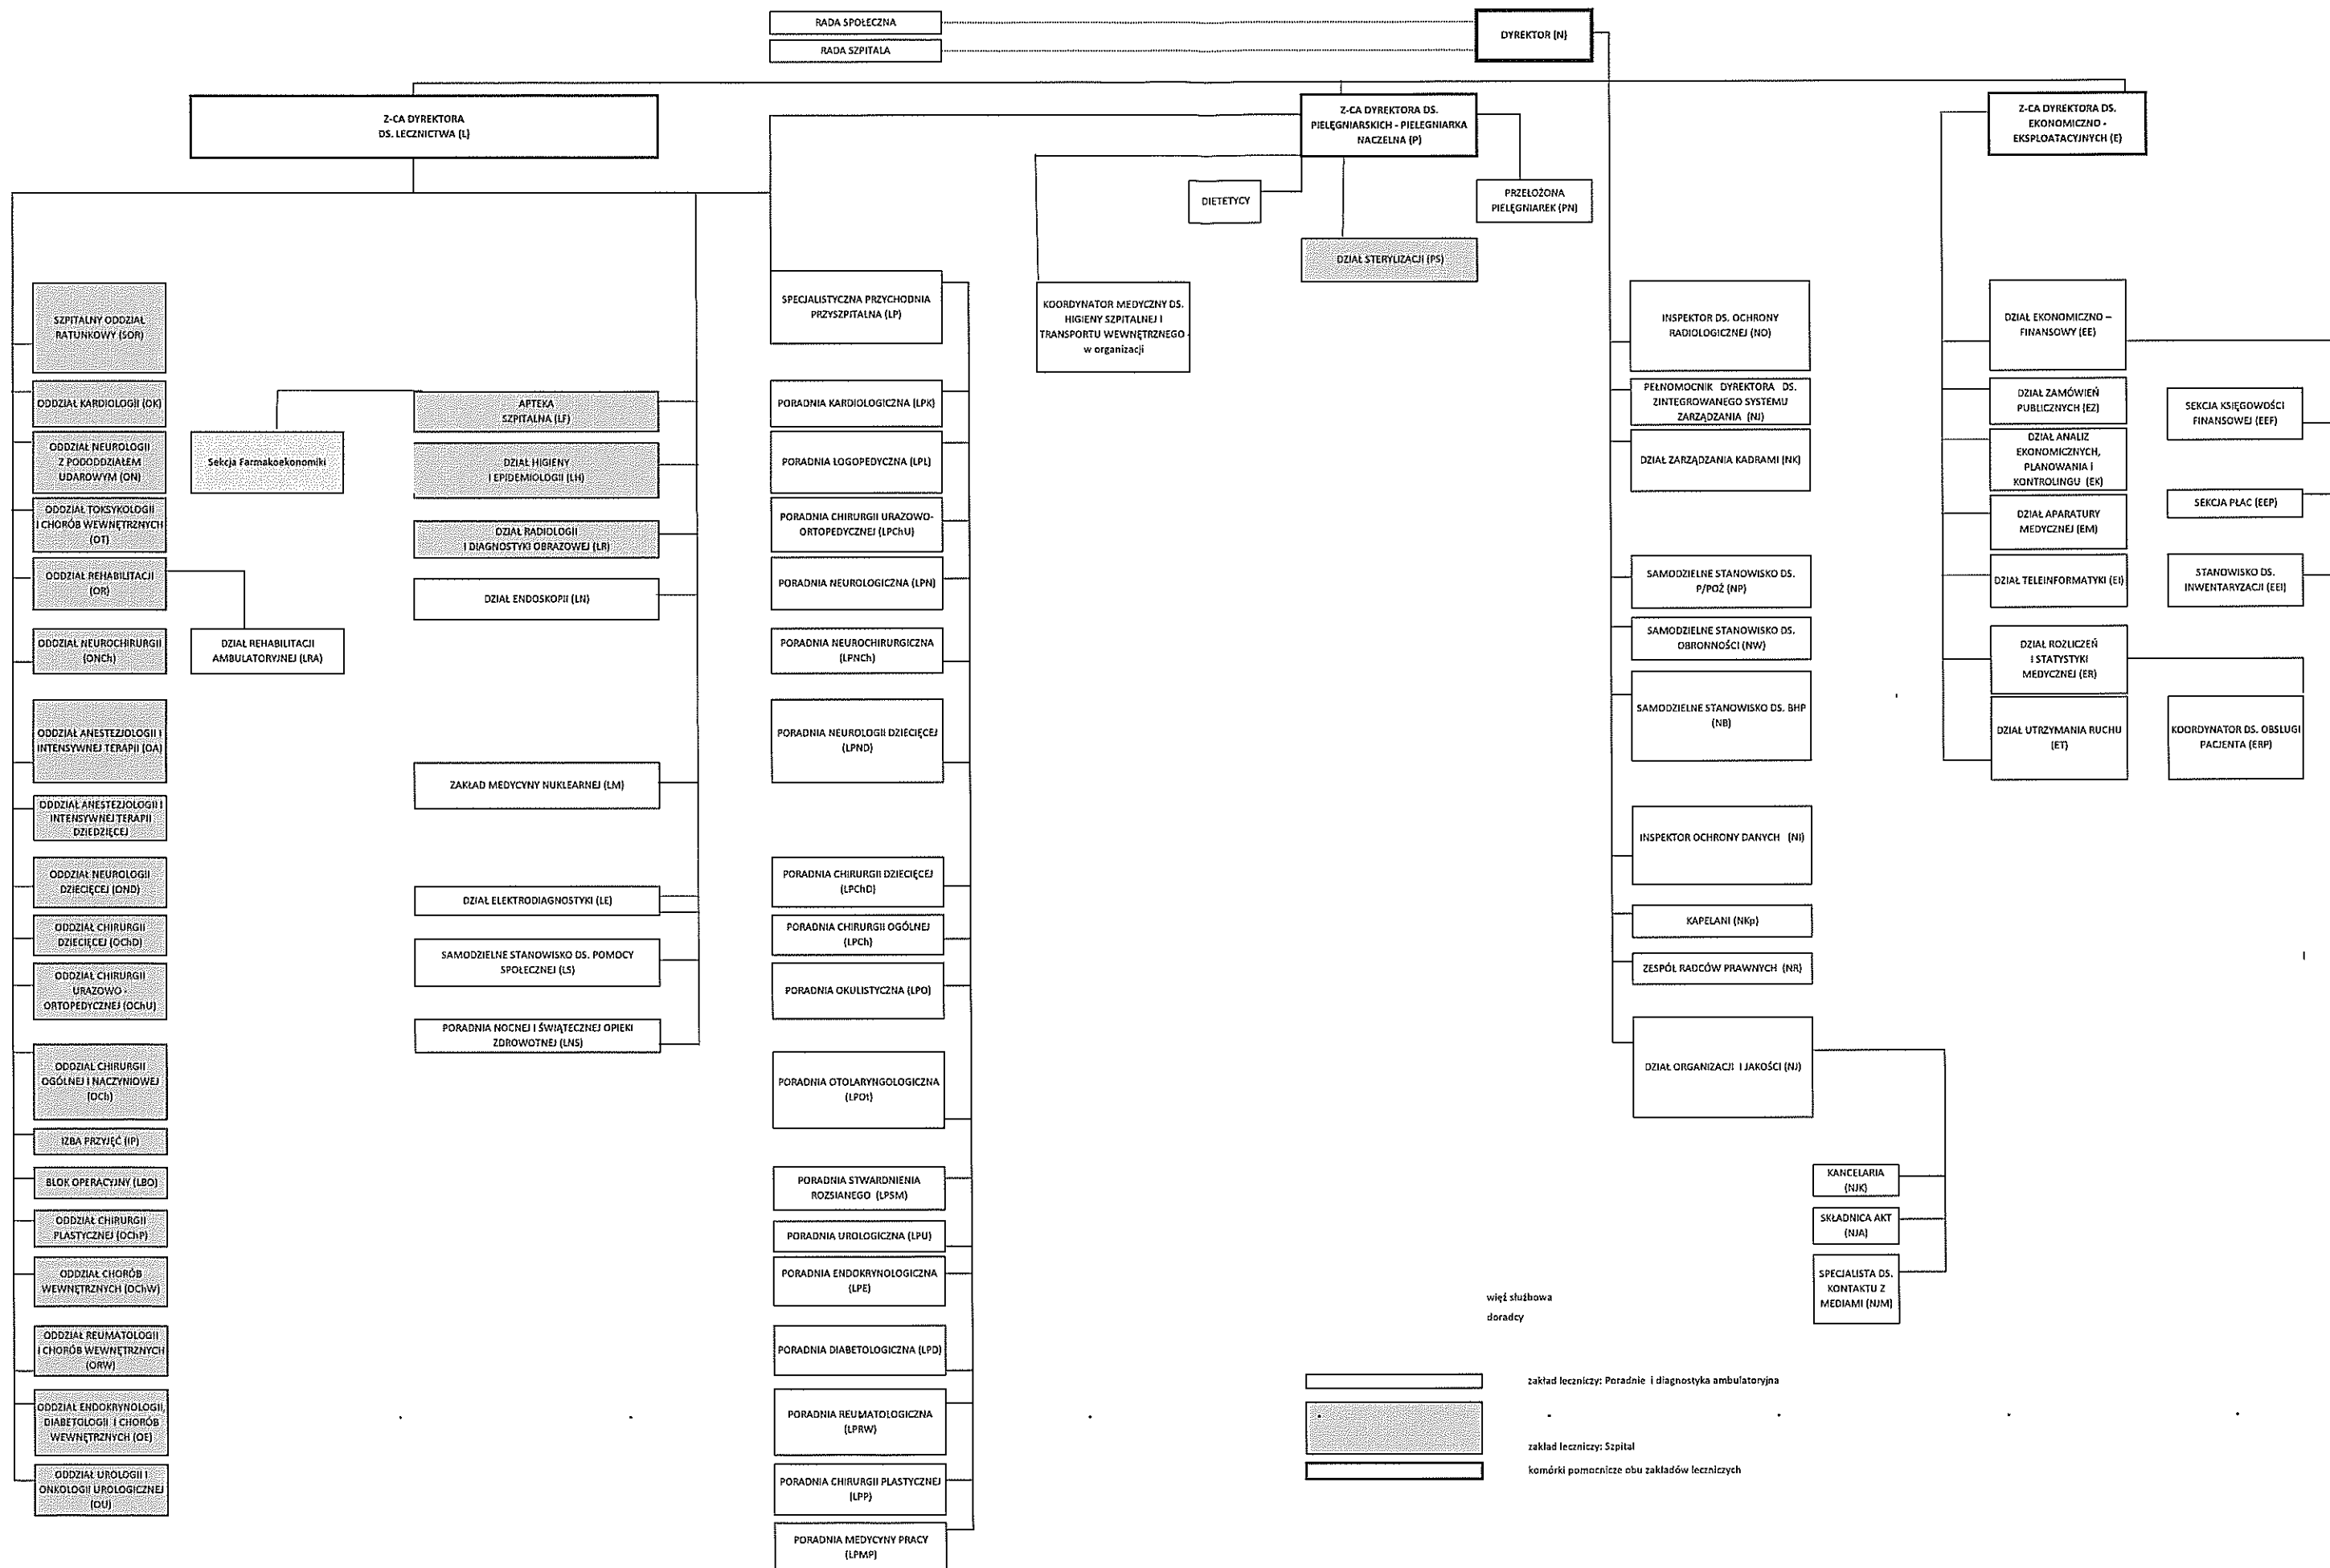 RADA SPOŁECZNA
RADA SZPITALA
DYREKTOR (N)
Z-CA DYREKTORA
DS. LECZNICTWA (L)
Z-CA DYREKTORA DS.
PIELĘGNIARSKICH - PIELEGNIARKA
NACZELNA (P)
Z-CA DYREKTORA DS.
EKONOMICZNO -
EKSPLOATACYJNYCH (E)
DIETETYCY
PRZEŁOŻONA
PIELĘGNIAREK (PN)
DZIAŁ STERYLIZACJI (PS)
KOORDYNATOR MEDYCZNY DS.
HIGIENY SZPITALNEJ I
TRANSPORTU WEWNĘTRZNEGO -
w organizacji
SZPITALNY ODDZIAŁ
RATUNKOWY (SOR)
ODDZIAŁ KARDIOLOGII (OK)
ODDZIAŁ NEUROLOGII
Z PODODDZIAŁEM
UDAROWYM (ON)
ODDZIAŁ TOKSYKOLOGII
I CHORÓB WEWNĘTRZNYCH
(OT)
ODDZIAŁ REHABILITACJI
(OR)
ODDZIAŁ NEUROCHIRURGII
(ONCh)
ODDZIAŁ ANESTEZJOLOGII I
INTENSYWNEJ TERAPII (OA)
ODDZIAŁ ANESTEZJOLOGII I
INTENSYWNEJ TERAPII
DZIEDZIĘCEJ
ODDZIAŁ NEUROLOGII
DZIECIĘCEJ (OND)
ODDZIAŁ CHIRURGII
DZIECIĘCEJ (OChD)
ODDZIAŁ CHIRURGII
URAZOWO -
ORTOPEDYCZNEJ (OChU)
ODDZIAŁ CHIRURGII
OGÓLNEJ I NACZYNIOWEJ
(OCh)
IZBA PRZYJĘĆ (IP)
BLOK OPERACYJNY (LBO)
ODDZIAŁ CHIRURGII
PLASTYCZNEJ (OChP)
ODDZIAŁ CHORÓB
WEWNĘTRZNYCH (OChW)
ODDZIAŁ REUMATOLOGII
I CHORÓB WEWNĘTRZNYCH
(ORW)
ODDZIAŁ ENDOKRYNOLOGII,
DIABETOLOGII I CHORÓB
WEWNĘTRZNYCH (OE)
ODDZIAŁ UROLOGII I
ONKOLOGII UROLOGICZNEJ
(OU)
Sekcja Farmakoekonomiki
DZIAŁ REHABILITACJI
AMBULATORYJNEJ (LRA)
APTEKA
SZPITALNA (LF)
DZIAŁ HIGIENY
I EPIDEMIOLOGII (LH)
DZIAŁ RADIOLOGII
I DIAGNOSTYKI OBRAZOWEJ (LR)
DZIAŁ ENDOSKOPII (LN)
ZAKŁAD MEDYCYNY NUKLEARNEJ (LM)
DZIAŁ ELEKTRODIAGNOSTYKI (LE)
SAMODZIELNE STANOWISKO DS. POMOCY
SPOŁECZNEJ (LS)
PORADNIA NOCNEJ I ŚWIĄTECZNEJ OPIEKI
ZDROWOTNEJ (LNS)
SPECJALISTYCZNA PRZYCHODNIA
PRZYSZPITALNA (LP)
PORADNIA KARDIOLOGICZNA (LPK)
PORADNIA LOGOPEDYCZNA (LPL)
PORADNIA CHIRURGII URAZOWO-
ORTOPEDYCZNEJ (LPChU)
PORADNIA NEUROLOGICZNA (LPN)
PORADNIA NEUROCHIRURGICZNA
(LPNCh)
PORADNIA NEUROLOGII DZIECIĘCEJ
(LPND)
PORADNIA CHIRURGII DZIECIĘCEJ
(LPChD)
PORADNIA CHIRURGII OGÓLNEJ
(LPCh)
PORADNIA OKULISTYCZNA (LPO)
PORADNIA OTOLARYNGOLOGICZNA
(LPOt)
PORADNIA STWARDNIENIA
ROZSIANEGO (LPSM)
PORADNIA UROLOGICZNA (LPU)
PORADNIA ENDOKRYNOLOGICZNA
(LPE)
PORADNIA DIABETOLOGICZNA (LPD)
PORADNIA REUMATOLOGICZNA
(LPRW)
PORADNIA CHIRURGII PLASTYCZNEJ
(LPP)
PORADNIA MEDYCYNY PRACY
(LPMP)
INSPEKTOR DS. OCHRONY
RADIOLOGICZNEJ (NO)
PEŁNOMOCNIK DYREKTORA DS.
ZINTEGROWANEGO SYSTEMU
ZARZĄDZANIA (NJ)
DZIAŁ ZARZĄDZANIA KADRAMI (NK)
SAMODZIELNE STANOWISKO DS.
P/POŻ (NP)
SAMODZIELNE STANOWISKO DS.
OBRONNOŚCI (NW)
SAMODZIELNE STANOWISKO DS. BHP
(NB)
INSPEKTOR OCHRONY DANYCH (NI)
KAPELANI (NKp)
ZESPÓŁ RADCÓW PRAWNYCH (NR)
DZIAŁ ORGANIZACJI I JAKOŚCI (NJ)
KANCELARIA
(NJK)
SKŁADNICA AKT
(NJA)
SPECJALISTA DS.
KONTAKTU Z
MEDIAMI (NJM)
DZIAŁ EKONOMICZNO –
FINANSOWY (EE)
DZIAŁ ZAMÓWIEŃ
PUBLICZNYCH (EZ)
DZIAŁ ANALIZ
EKONOMICZNYCH,
PLANOWANIA I
KONTROLINGU (EK)
DZIAŁ APARATURY
MEDYCZNEJ (EM)
DZIAŁ TELEINFORMATYKI (EI)
DZIAŁ ROZLICZEŃ
I STATYSTYKI
MEDYCZNEJ (ER)
DZIAŁ UTRZYMANIA RUCHU
(ET)
SEKCJA KSIĘGOWOŚCI
FINANSOWEJ (EEF)
SEKCJA PŁAC (EEP)
STANOWISKO DS.
INWENTARYZACJI (EEI)
KOORDYNATOR DS. OBSŁUGI
PACJENTA (ERP)
więź służbowa
doradcy
zakład leczniczy: Poradnie i diagnostyka ambulatoryjna
zakład leczniczy: Szpital
komórki pomocnicze obu zakładów leczniczych